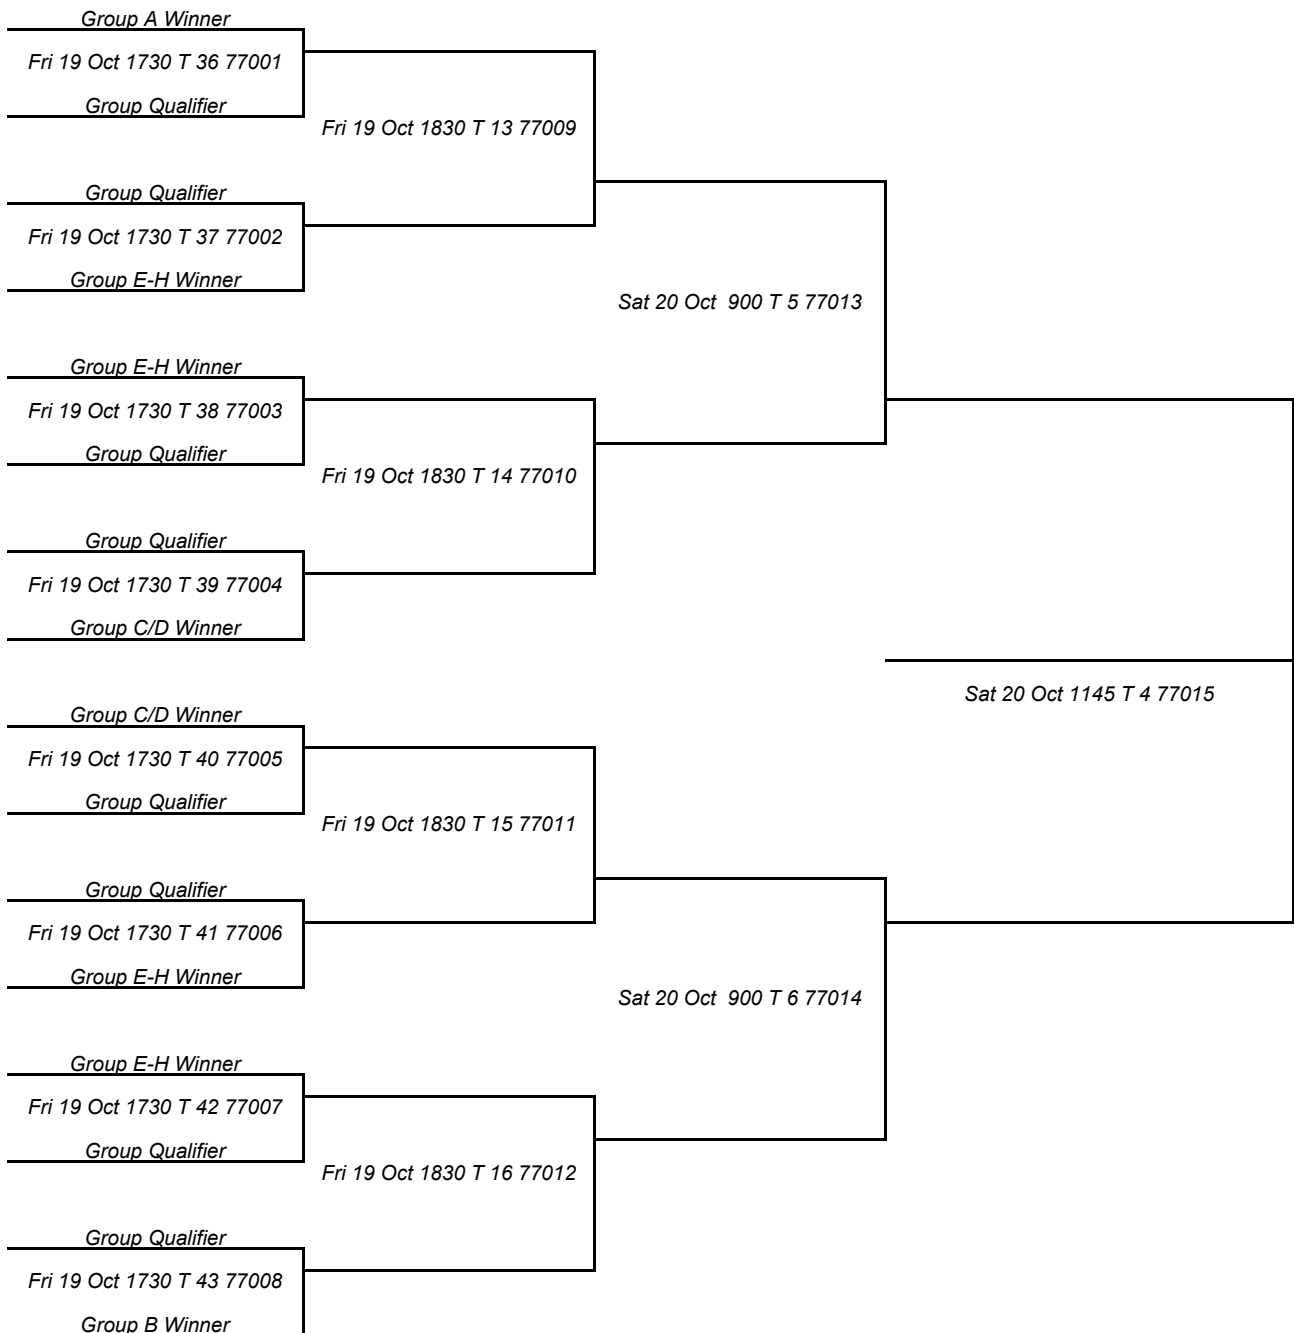 Group A Winner
Fri 19 Oct 1730 T 36 77001
Group Qualifier
Fri 19 Oct 1830 T 13 77009
Group Qualifier
Fri 19 Oct 1730 T 37 77002
Group E-H Winner
Sat 20 Oct  900 T 5 77013
Group E-H Winner
Fri 19 Oct 1730 T 38 77003
Group Qualifier
Fri 19 Oct 1830 T 14 77010
Group Qualifier
Fri 19 Oct 1730 T 39 77004
Group C/D Winner
Sat 20 Oct 1145 T 4 77015
Group C/D Winner
Fri 19 Oct 1730 T 40 77005
Group Qualifier
Fri 19 Oct 1830 T 15 77011
Group Qualifier
Fri 19 Oct 1730 T 41 77006
Group E-H Winner
Sat 20 Oct  900 T 6 77014
Group E-H Winner
Fri 19 Oct 1730 T 42 77007
Group Qualifier
Fri 19 Oct 1830 T 16 77012
Group Qualifier
Fri 19 Oct 1730 T 43 77008
Group B Winner